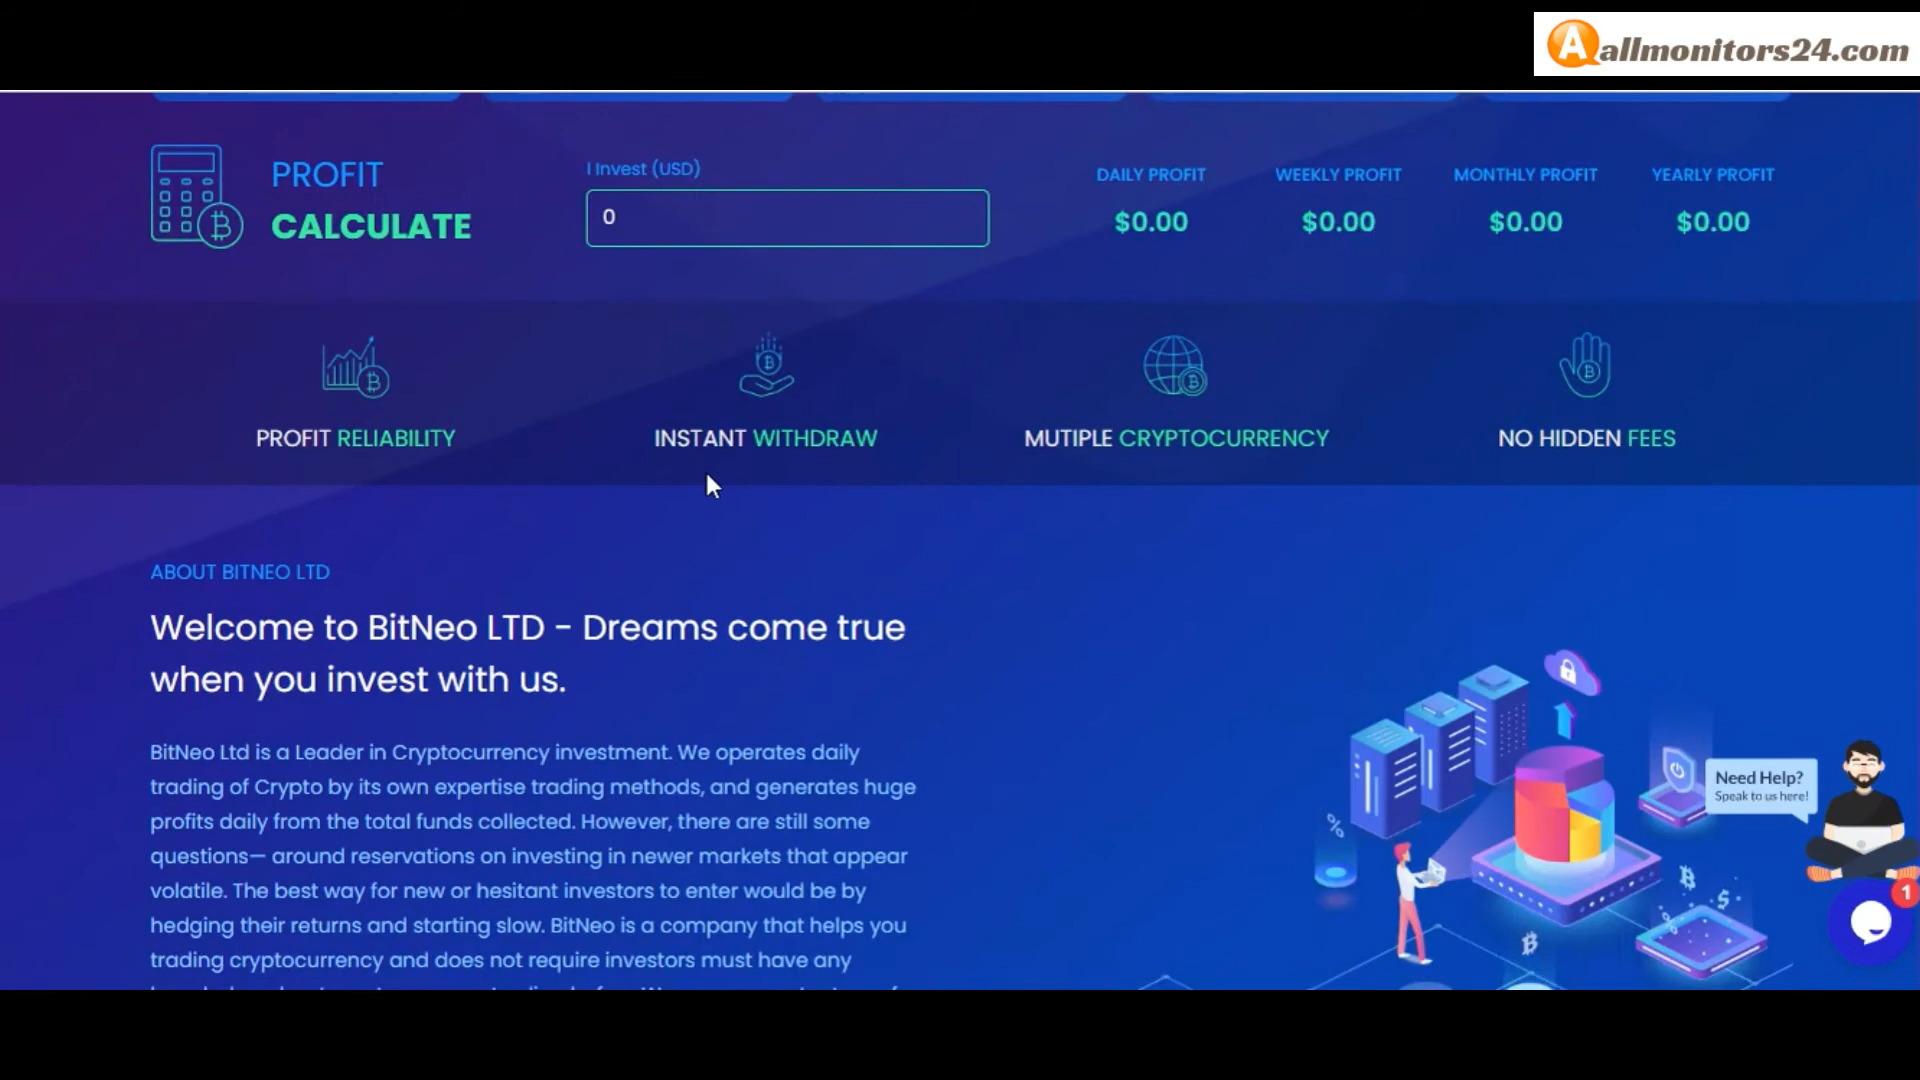 allmonitors24.com
PROFIT
CALCULATE
I Invest (USD)
0
DAILY PROFIT
$0.00
WEEKLY PROFIT
$0.00
MONTHLY PROFIT
$0.00
YEARLY PROFIT
$0.00
PROFIT RELIABILITY
INSTANT WITHDRAW
MUTIPLE CRYPTOCURRENCY
NO HIDDEN FEES
ABOUT BITNEO LTD
Welcome to BitNeo LTD - Dreams come true
when you invest with us.
BitNeo Ltd is a Leader in Cryptocurrency investment. We operates daily
trading of Crypto by its own expertise trading methods, and generates huge
profits daily from the total funds collected. However, there are still some
questions— around reservations on investing in newer markets that appear
volatile. The best way for new or hesitant investors to enter would be by
hedging their returns and starting slow. BitNeo is a company that helps you
trading cryptocurrency and does not require investors must have any
Need Help?
Speak to us here!
1